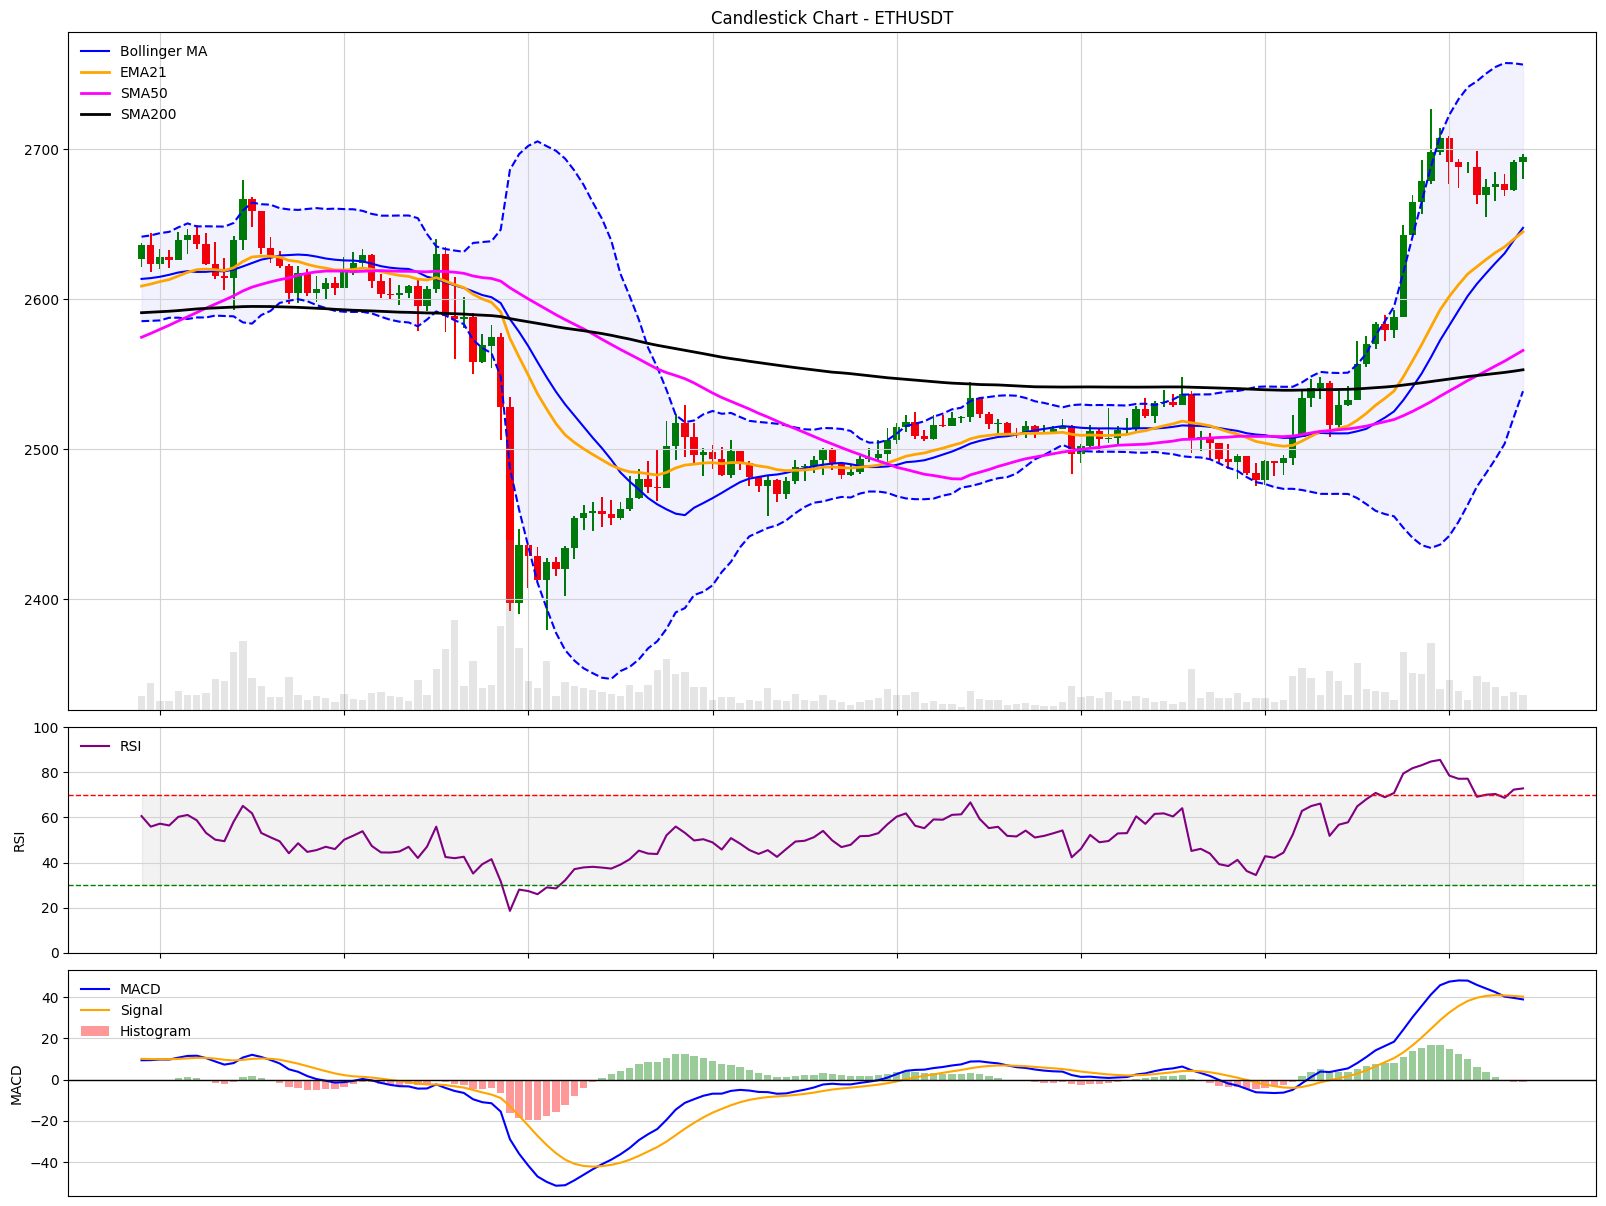 Candlestick Chart - ETHUSDT
Bollinger MA
EMA21
SMA50
SMA200
2700
2600
2500
2400
100
80
60
40
20
0
RSI
RSI
40
20
0
−20
−40
MACD
MACD
Signal
Histogram